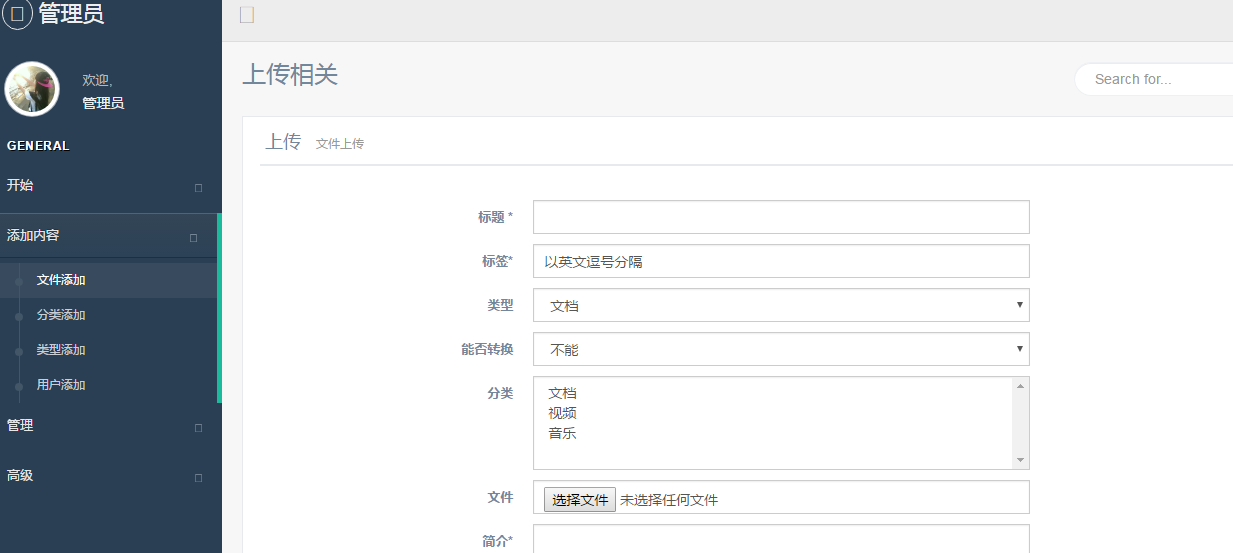 管理员
欢迎,
管理员
GENERAL
开始
添加内容
文件添加
分类添加
类型添加
用户添加
管理
高级
上传相关
Search for...
上传 文件上传
标题 *
标签* 以英文逗号分隔
类型 文档
能否转换 不能
分类 文档
视频
音乐
文件 选择文件 未选择任何文件
简介*